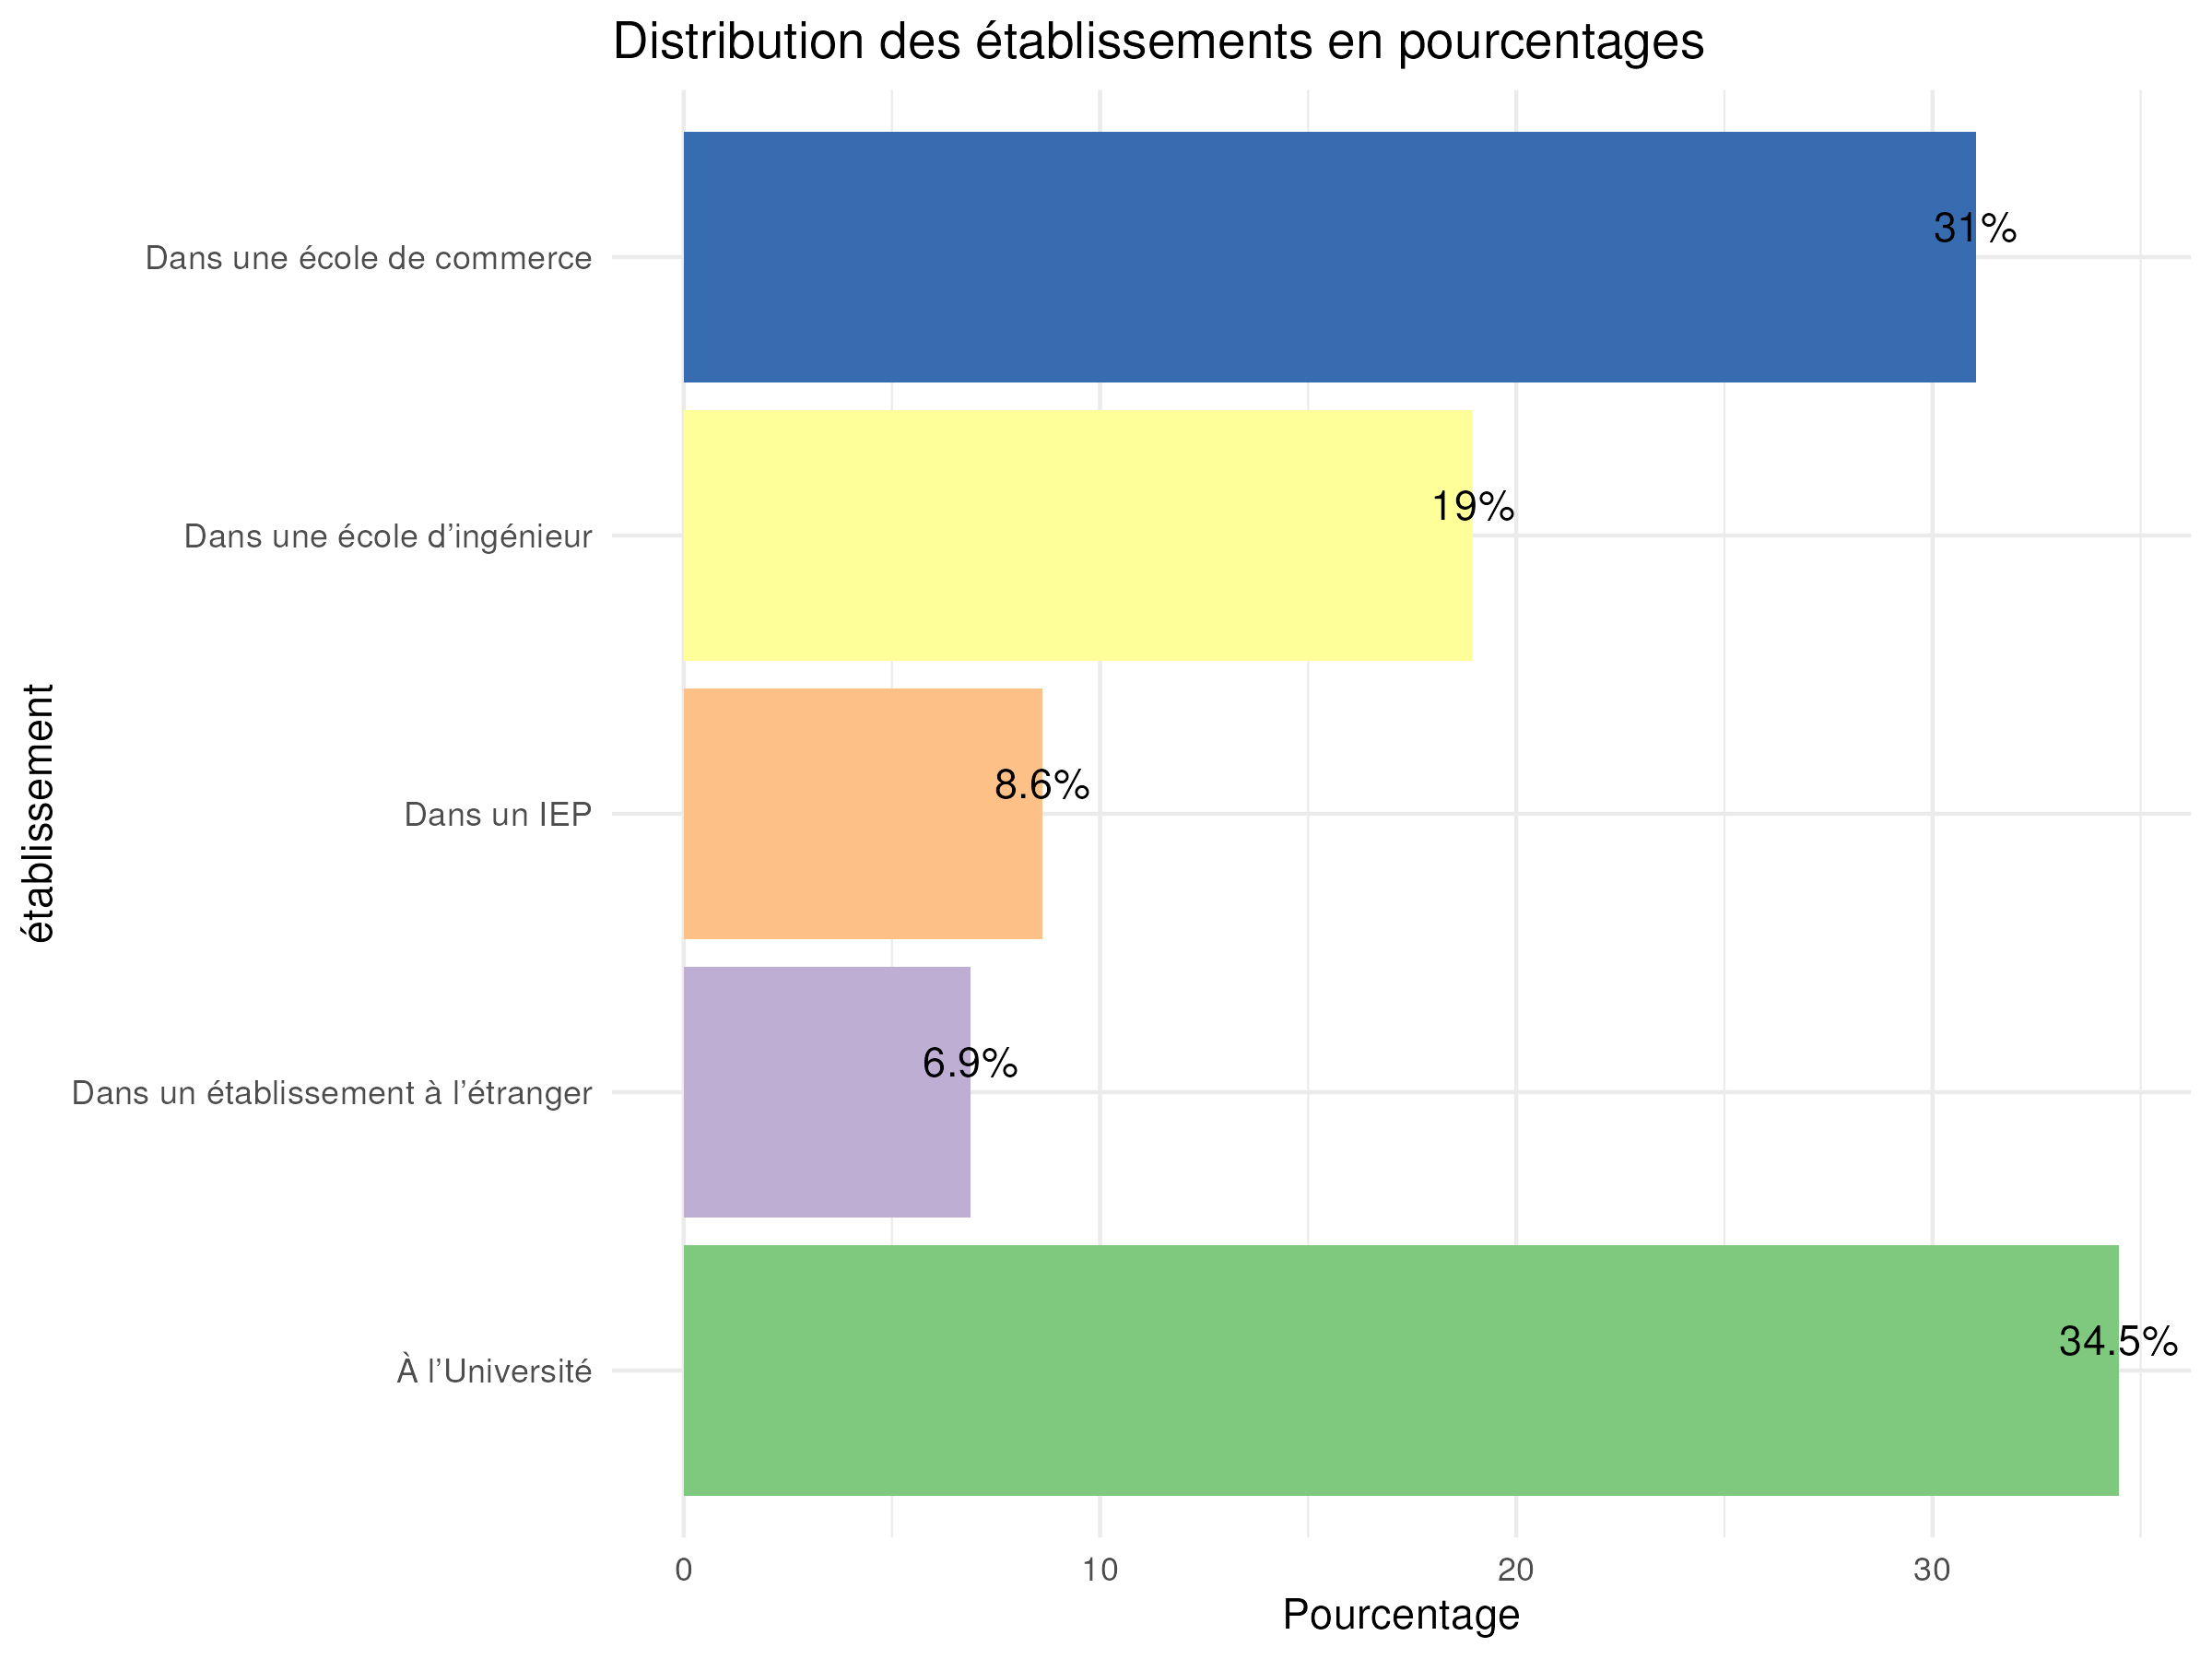 Distribution des établissements en pourcentages
Dans une école de commerce
31%
Dans une école d’ingénieur
19%
Dans un IEP
8.6%
Dans un établissement à l’étranger
6.9%
À l’Université
34.5%
établissement
0 10 20 30
Pourcentage